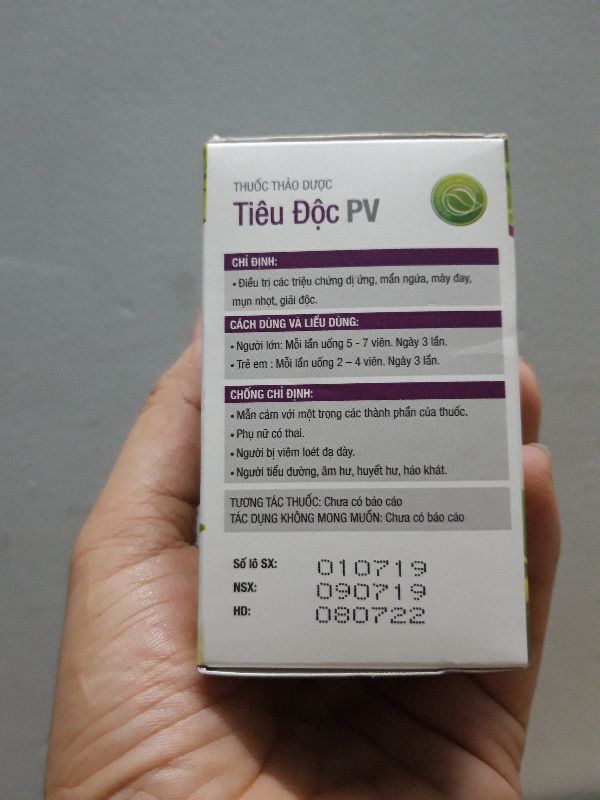 THUỐC THẢO DƯỢC
Tiêu Độc PV
CHỈ ĐỊNH:
• Điều trị các triệu chứng dị ứng, mẩn ngứa, mày đay,
mụn nhọt, giải độc.
CÁCH DÙNG VÀ LIỀU DÙNG:
• Người lớn: Mỗi lần uống 5 - 7 viên. Ngày 3 lần.
• Trẻ em : Mỗi lần uống 2 – 4 viên. Ngày 3 lần.
CHỐNG CHỈ ĐỊNH:
• Mẫn cảm với một trong các thành phần của thuốc.
• Phụ nữ có thai.
• Người bị viêm loét dạ dày.
• Người tiểu đường, âm hư, huyết hư, háo khát.
TƯƠNG TÁC THUỐC: Chưa có báo cáo
TÁC DỤNG KHÔNG MONG MUỐN: Chưa có báo cáo
Số lô SX: 010719
NSX: 090719
HD: 080722